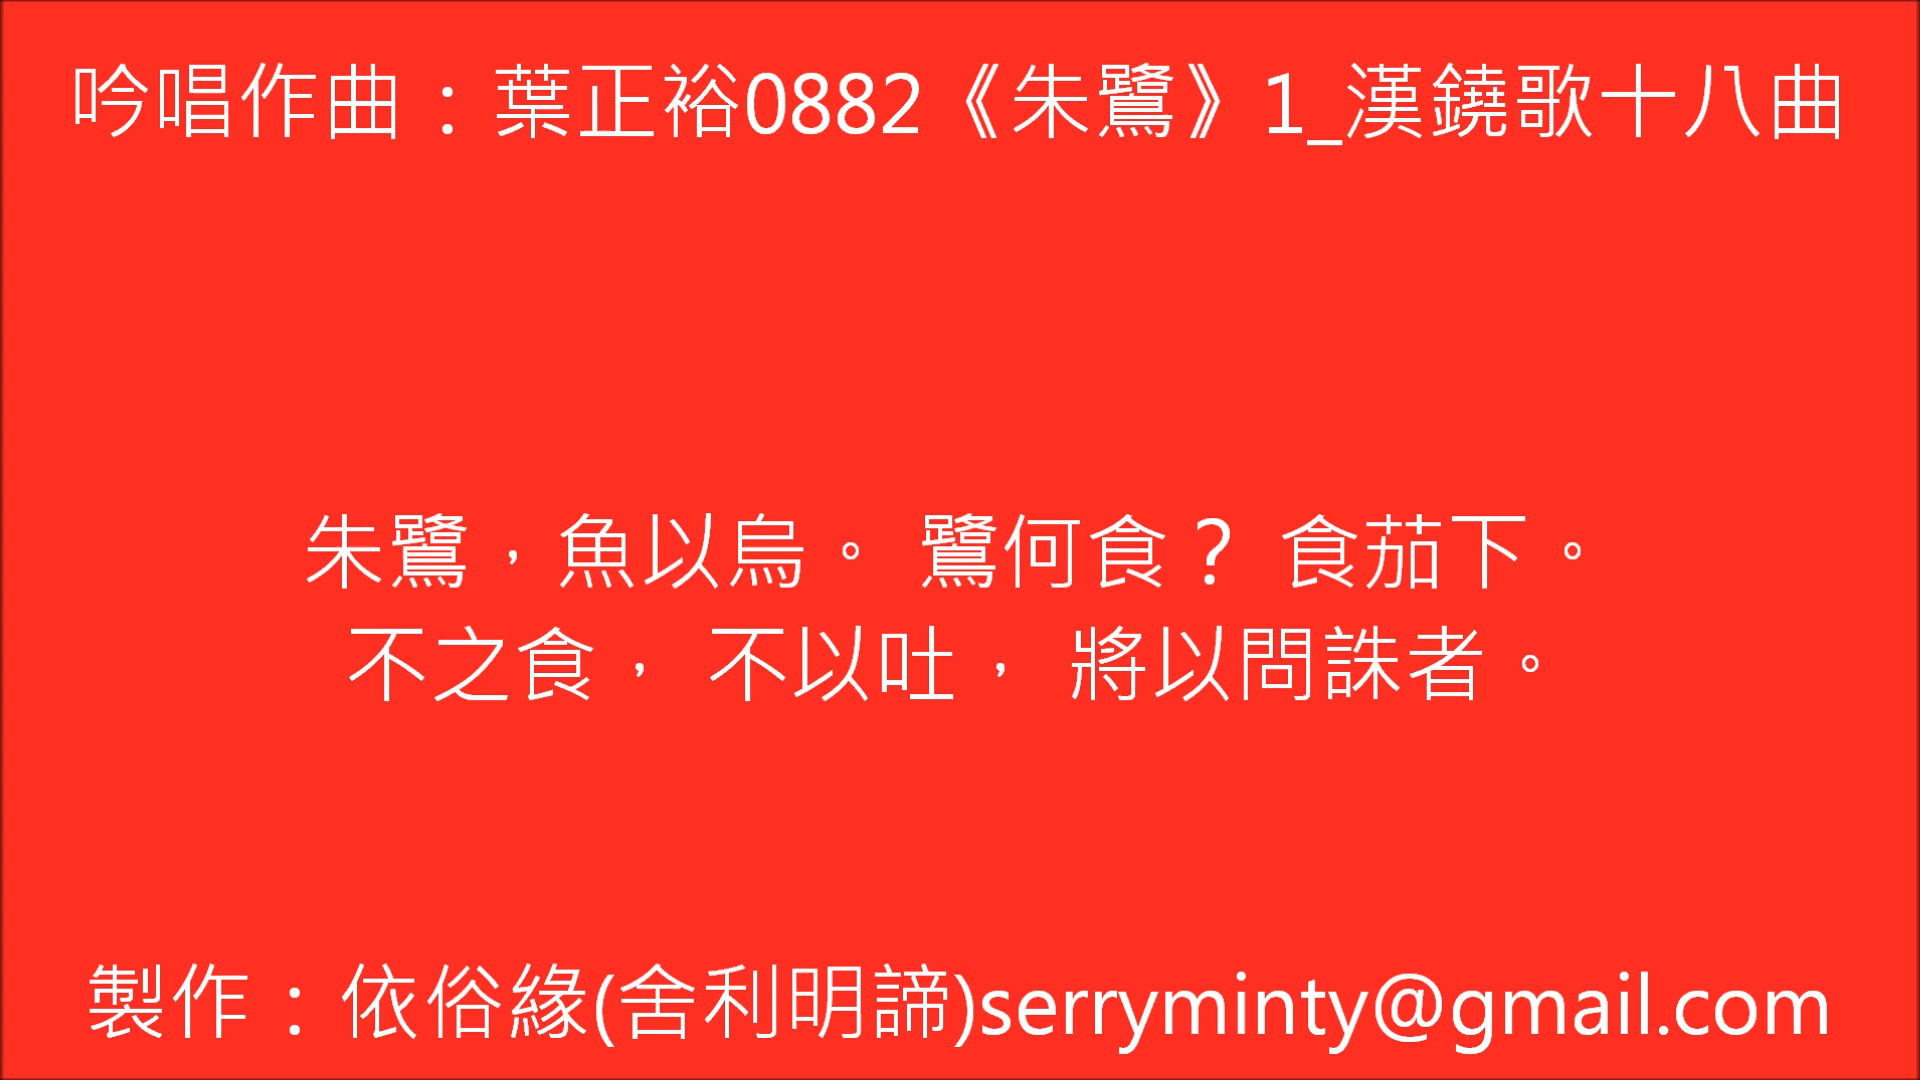 吟唱作曲：葉正裕0882《朱鷺》1_漢鐃歌十八曲
朱鷺，魚以烏。 鷺何食？ 食茄下。
不之食， 不以吐， 將以問誅者。
製作：依俗緣(舍利明諦)serryminty@gmail.com